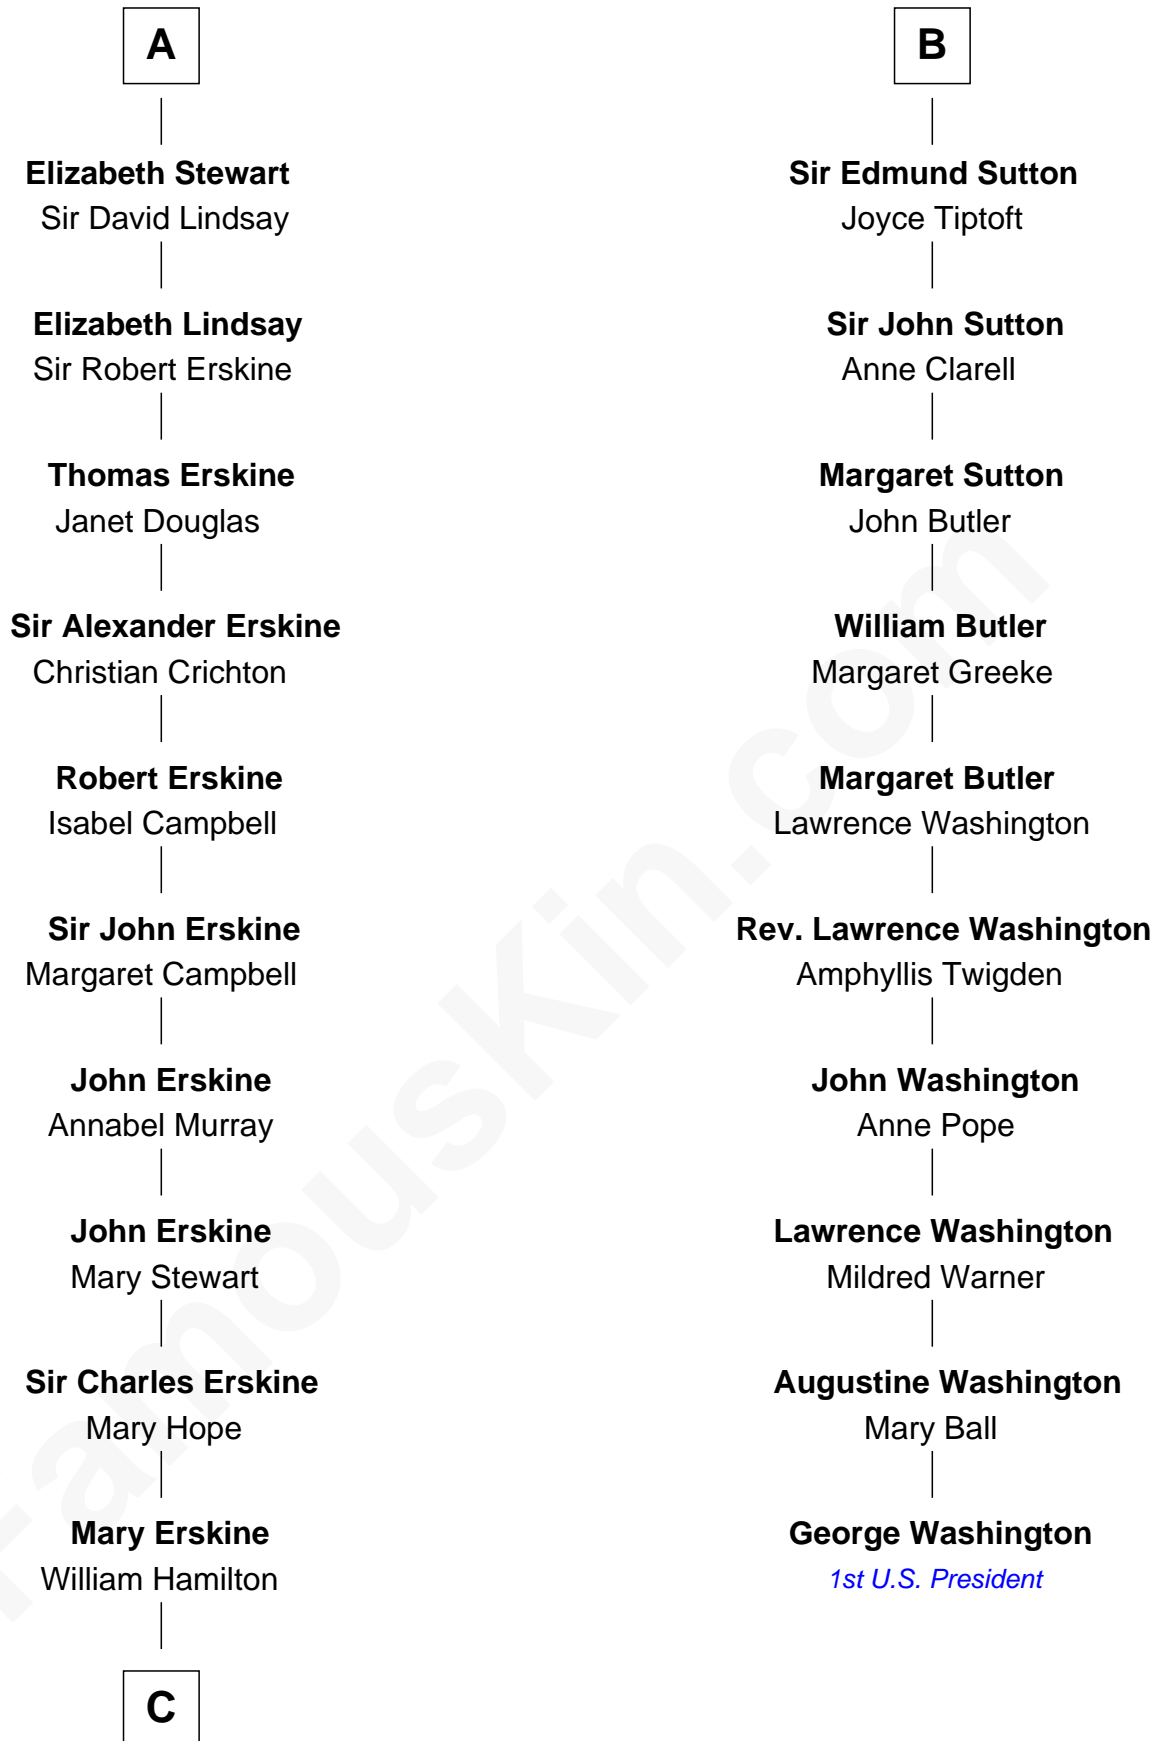 A
Elizabeth Stewart
Sir David Lindsay
Elizabeth Lindsay
Sir Robert Erskine
Thomas Erskine
Janet Douglas
Sir Alexander Erskine
Christian Crichton
Robert Erskine
Isabel Campbell
Sir John Erskine
Margaret Campbell
John Erskine
Annabel Murray
John Erskine
Mary Stewart
Sir Charles Erskine
Mary Hope
Mary Erskine
William Hamilton
C
B
Sir Edmund Sutton
Joyce Tiptoft
Sir John Sutton
Anne Clarell
Margaret Sutton
John Butler
William Butler
Margaret Greeke
Margaret Butler
Lawrence Washington
Rev. Lawrence Washington
Amphyllis Twigden
John Washington
Anne Pope
Lawrence Washington
Mildred Warner
Augustine Washington
Mary Ball
George Washington
1st U.S. President
FamousKin.com